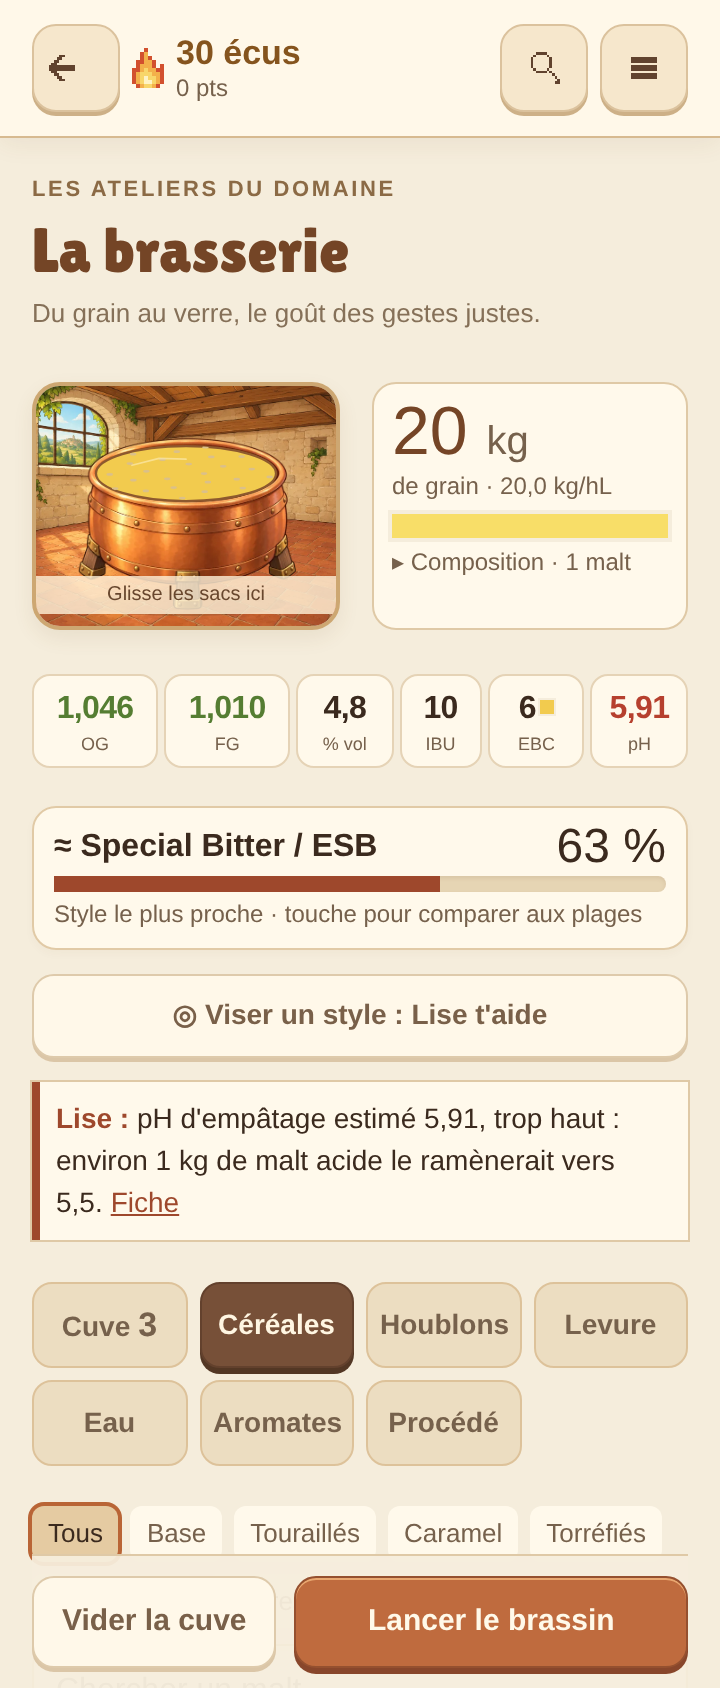 30 écus
0 pts
LES ATELIERS DU DOMAINE
La brasserie
Du grain au verre, le goût des gestes justes.
Glisse les sacs ici
20 kg
de grain · 20,0 kg/hL
▸ Composition · 1 malt
1,046 1,010 4,8 10 6 5,91
OG FG % vol IBU EBC pH
≈ Special Bitter / ESB 63 %
Style le plus proche · touche pour comparer aux plages
◎ Viser un style : Lise t'aide
Lise : pH d'empâtage estimé 5,91, trop haut :
environ 1 kg de malt acide le ramènerait vers
5,5. Fiche
Cuve 3 Céréales Houblons Levure
Eau Aromates Procédé
Tous Base Touraillés Caramel Torréfiés
Vider la cuve Lancer le brassin
Chercher un malt